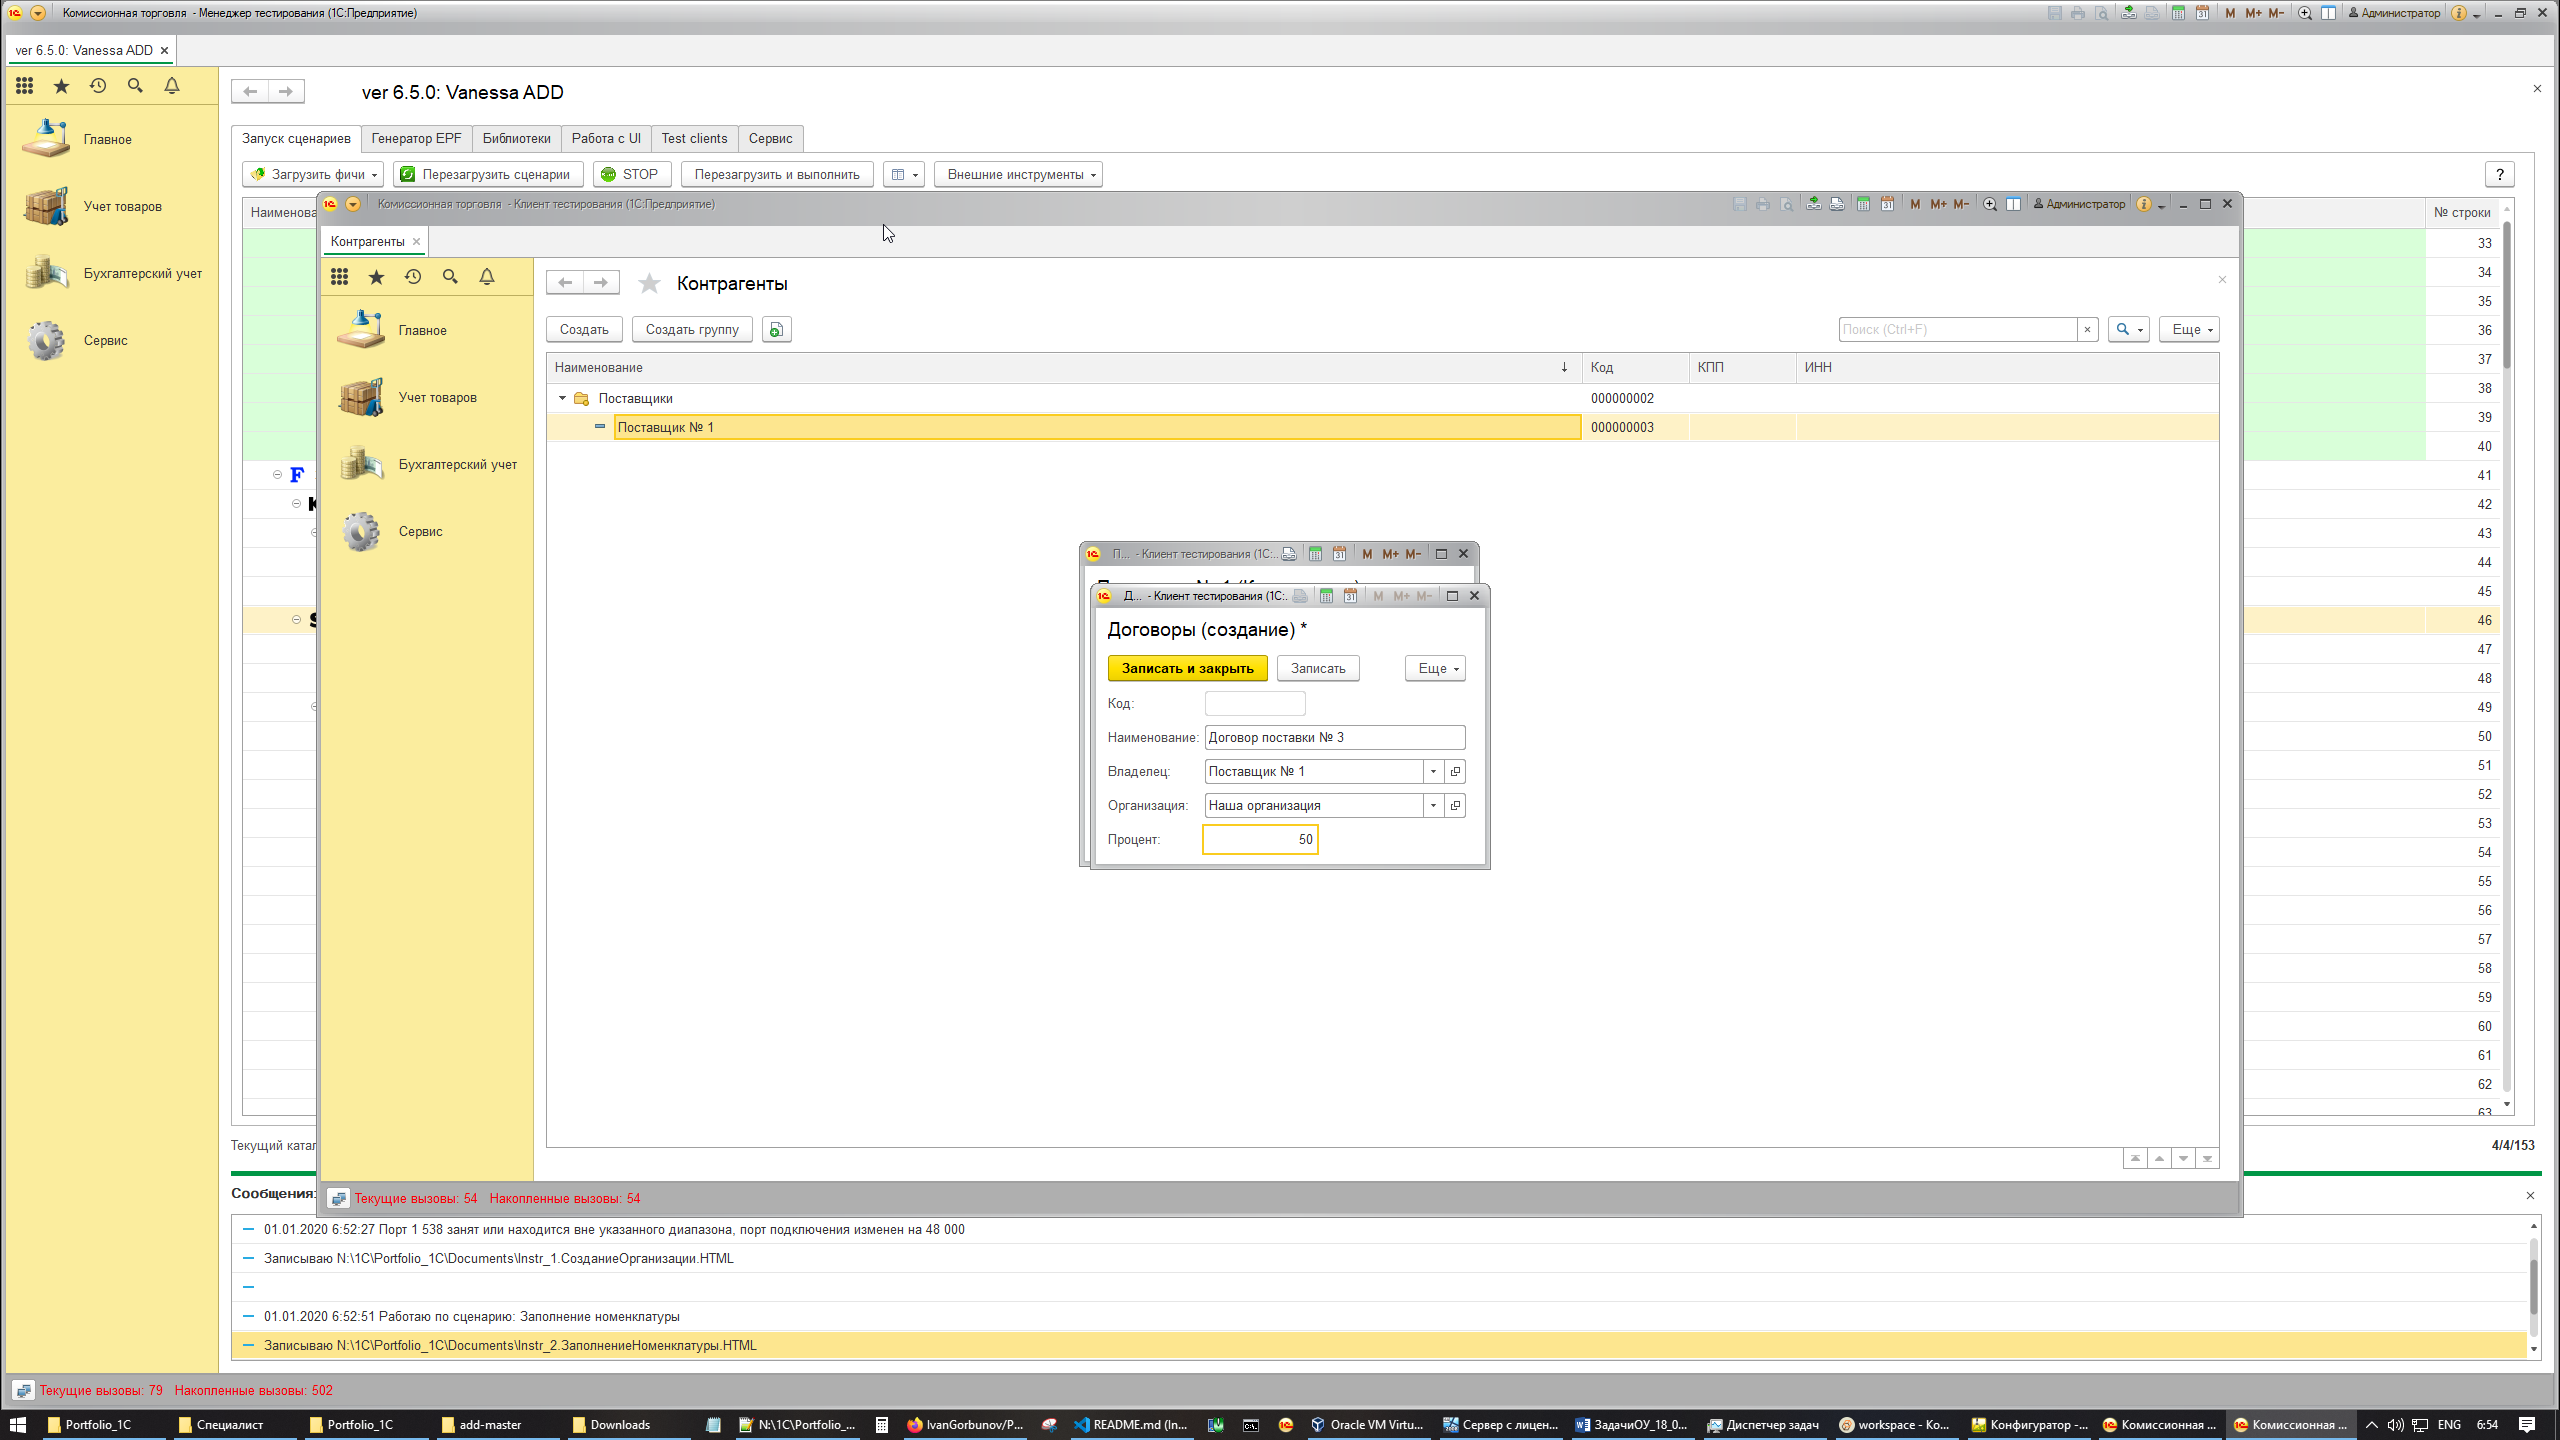 Комиссионная торговля - Менеджер тестирования (1С:Предприятие)
M M+ M- Администратор
ver 6.5.0: Vanessa ADD
ver 6.5.0: Vanessa ADD
Главное
Учет товаров
Бухгалтерский учет
Сервис
Запуск сценариев Генератор EPF Библиотеки Работа с UI Test clients Сервис
Загрузить фичи Перезагрузить сценарии STOP Перезагрузить и выполнить Внешние инструменты ?
Наименова
№ строки
33
34
35
36
37
38
39
40
41
42
43
44
45
46
47
48
49
50
51
52
53
54
55
56
57
58
59
60
61
62
63
F
Комиссионная торговля - Клиент тестирования (1С:Предприятие)
M M+ M- Администратор
Контрагенты
Контрагенты
Главное
Учет товаров
Бухгалтерский учет
Сервис
Создать Создать группу Поиск (Ctrl+F) Еще
Наименование Код КПП ИНН
Поставщики 000000002
Поставщик № 1 000000003
П... - Клиент тестирования (1С:... M M+ M-
Д... - Клиент тестирования (1С:. M M+ M-
Договоры (создание) *
Записать и закрыть Записать Еще
Код:
Наименование: Договор поставки № 3
Владелец: Поставщик № 1
Организация: Наша организация
Процент: 50
Текущие вызовы: 54 Накопленные вызовы: 54
Текущий катал
4/4/153
Сообщения:
01.01.2020 6:52:27 Порт 1 538 занят или находится вне указанного диапазона, порт подключения изменен на 48 000
Записываю N:\1C\Portfolio_1C\Documents\Instr_1.СозданиеОрганизации.HTML
01.01.2020 6:52:51 Работаю по сценарию: Заполнение номенклатуры
Записываю N:\1C\Portfolio_1C\Documents\Instr_2.ЗаполнениеНоменклатуры.HTML
Текущие вызовы: 79 Накопленные вызовы: 502
Portfolio_1C Специалист Portfolio_1C add-master Downloads N:\1C\Portfolio_... IvanGorbunov/P... README.md (In... Oracle VM Virtu... Сервер с лицен... ЗадачиОУ_18_0... Диспетчер задач workspace - Ко... Конфигуратор -... Комиссионная ... Комиссионная ... ENG 6:54